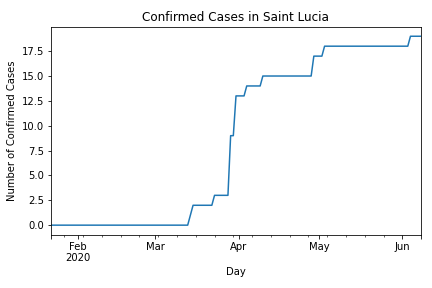 Confirmed Cases in Saint Lucia
Number of Confirmed Cases
17.5
15.0
12.5
10.0
7.5
5.0
2.5
0.0
Feb
2020
Mar
Apr
May
Jun
Day